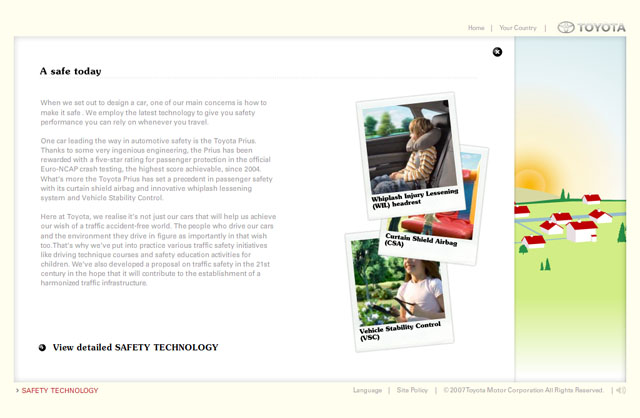 Home | Your Country | TOYOTA
A safe today
When we set out to design a car, one of our main concerns is how to
make it safe. We employ the latest technology to give you safety
performance you can rely on whenever you travel.
One car leading the way in automotive safety is the Toyota Prius.
Thanks to some very ingenious engineering, the Prius has been
rewarded with a five-star rating for passenger protection in the official
Euro-NCAP crash testing, the highest score achievable, since 2004.
What's more the Toyota Prius has set a precedent in passenger safety
with its curtain shield airbag and innovative whiplash lessening
system and Vehicle Stability Control.
Here at Toyota, we realise it's not just our cars that will help us achieve
our wish of a traffic accident-free world. The people who drive our cars
and the environment they drive in figure as importantly in that wish
too.That's why we've put into practice various traffic safety initiatives
like driving technique courses and safety education activities for
children. We've also developed a proposal on traffic safety in the 21st
century in the hope that it will contribute to the establishment of a
harmonized traffic infrastructure.
Whiplash Injury Lessening
(WIL) headrest
Curtain Shield Airbag
(CSA)
Vehicle Stability Control
(VSC)
View detailed SAFETY TECHNOLOGY
> SAFETY TECHNOLOGY
Language | Site Policy | © 2007 Toyota Motor Corporation All Rights Reserved. |